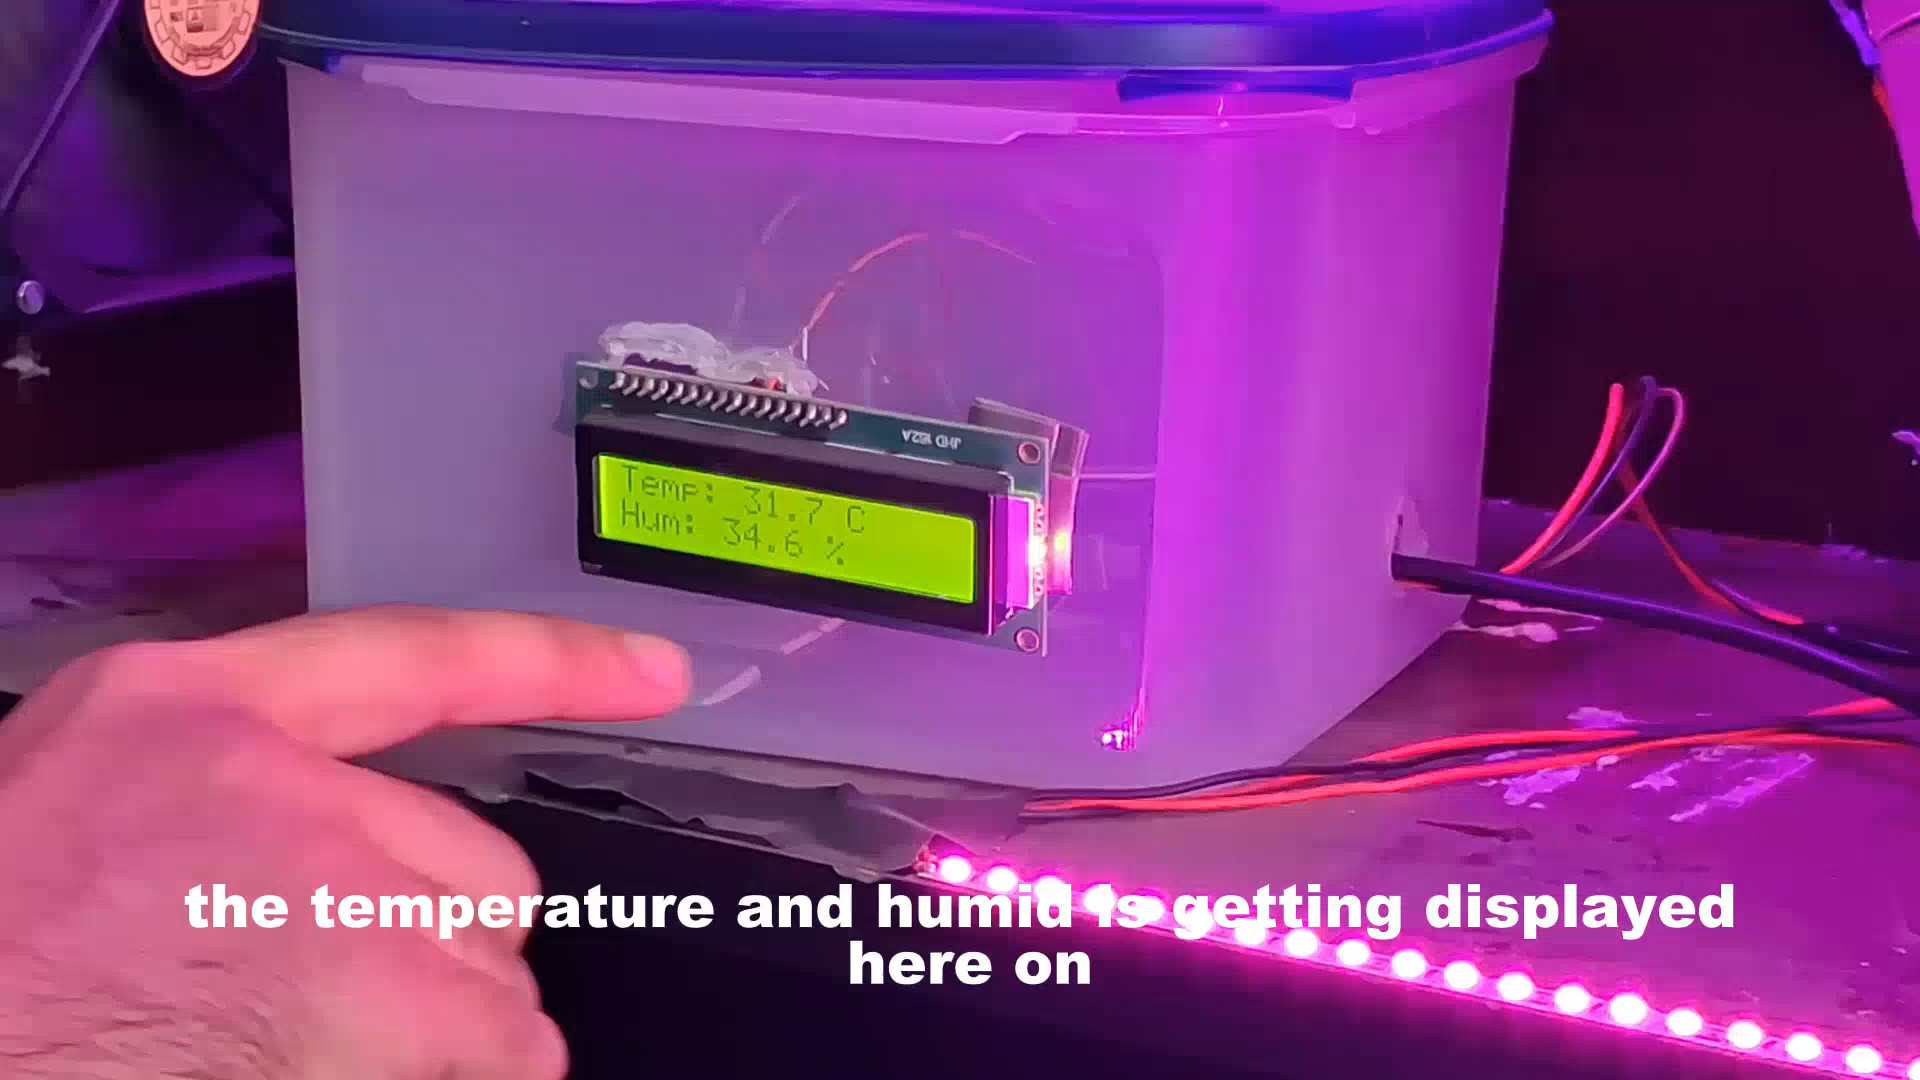 JHD 162A
Temp: 31.7 C
Hum: 34.6 %
the temperature and humid is getting displayed
here on